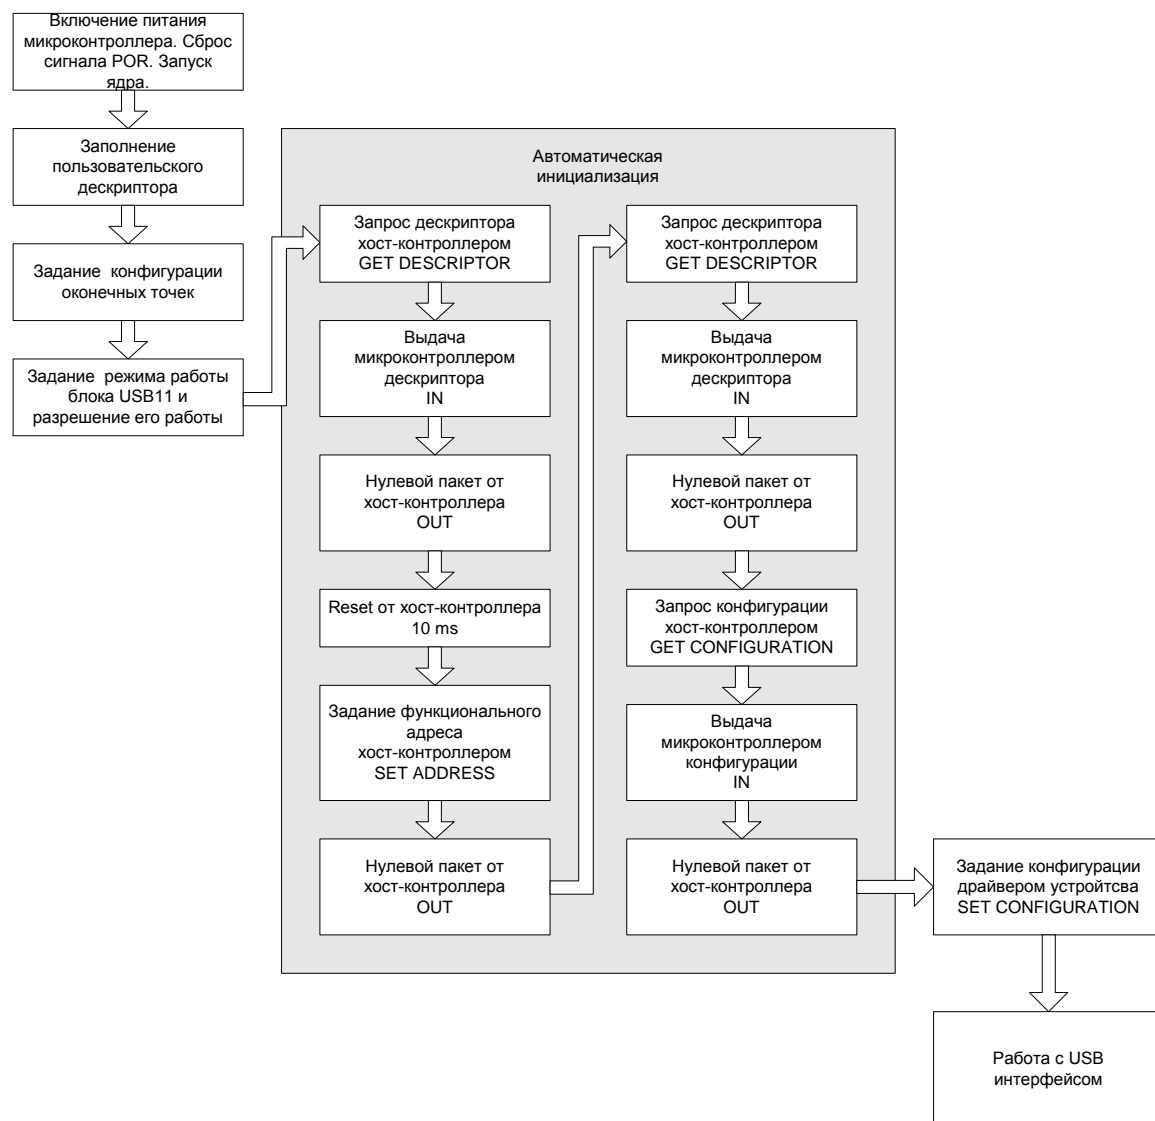 Включение питания
микроконтроллера. Сброс
сигнала POR. Запуск
ядра.
Заполнение
пользовательского
дескриптора
Задание конфигурации
оконечных точек
Задание режима работы
блока USB11 и
разрешение его работы
Автоматическая
инициализация
Запрос дескриптора
хост-контроллером
GET DESCRIPTOR
Выдача
микроконтроллером
дескриптора
IN
Нулевой пакет от
хост-контроллера
OUT
Reset от хост-контроллера
10 ms
Задание функционального
адреса
хост-контроллером
SET ADDRESS
Нулевой пакет от
хост-контроллера
OUT
Запрос дескриптора
хост-контроллером
GET DESCRIPTOR
Выдача
микроконтроллером
дескриптора
IN
Нулевой пакет от
хост-контроллера
OUT
Запрос конфигурации
хост-контроллером
GET CONFIGURATION
Выдача
микроконтроллером
конфигурации
IN
Нулевой пакет от
хост-контроллера
OUT
Задание конфигурации
драйвером устройтсва
SET CONFIGURATION
Работа с USB
интерфейсом